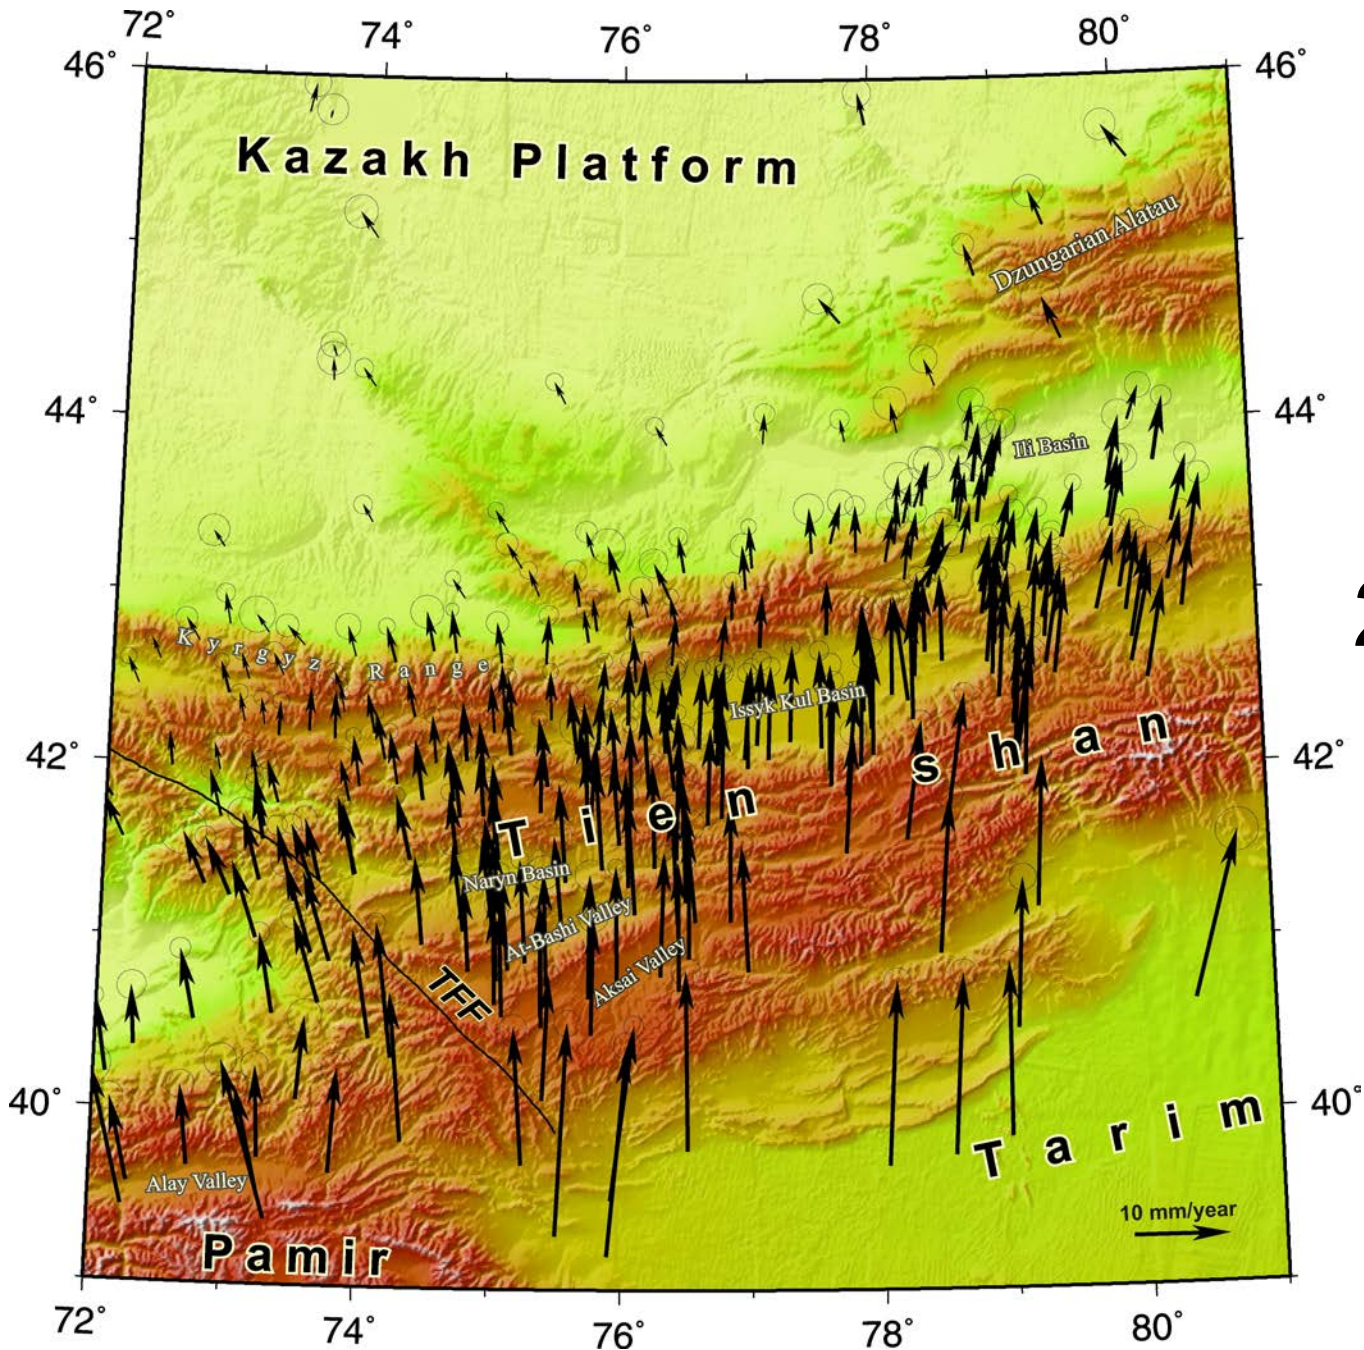 72° 74° 76° 78° 80°
46° 46°
Kazakh Platform
Dzungarian Alatau
44° 44°
Ili Basin
Kyrgyz Range
Issyk Kul Basin
42° 42°
Tien shan
Naryn Basin
At-Bashi Valley
Aksai Valley
TFF
40° 40°
Tarim
Alay Valley
10 mm/year
Pamir
72° 74° 76° 78° 80°